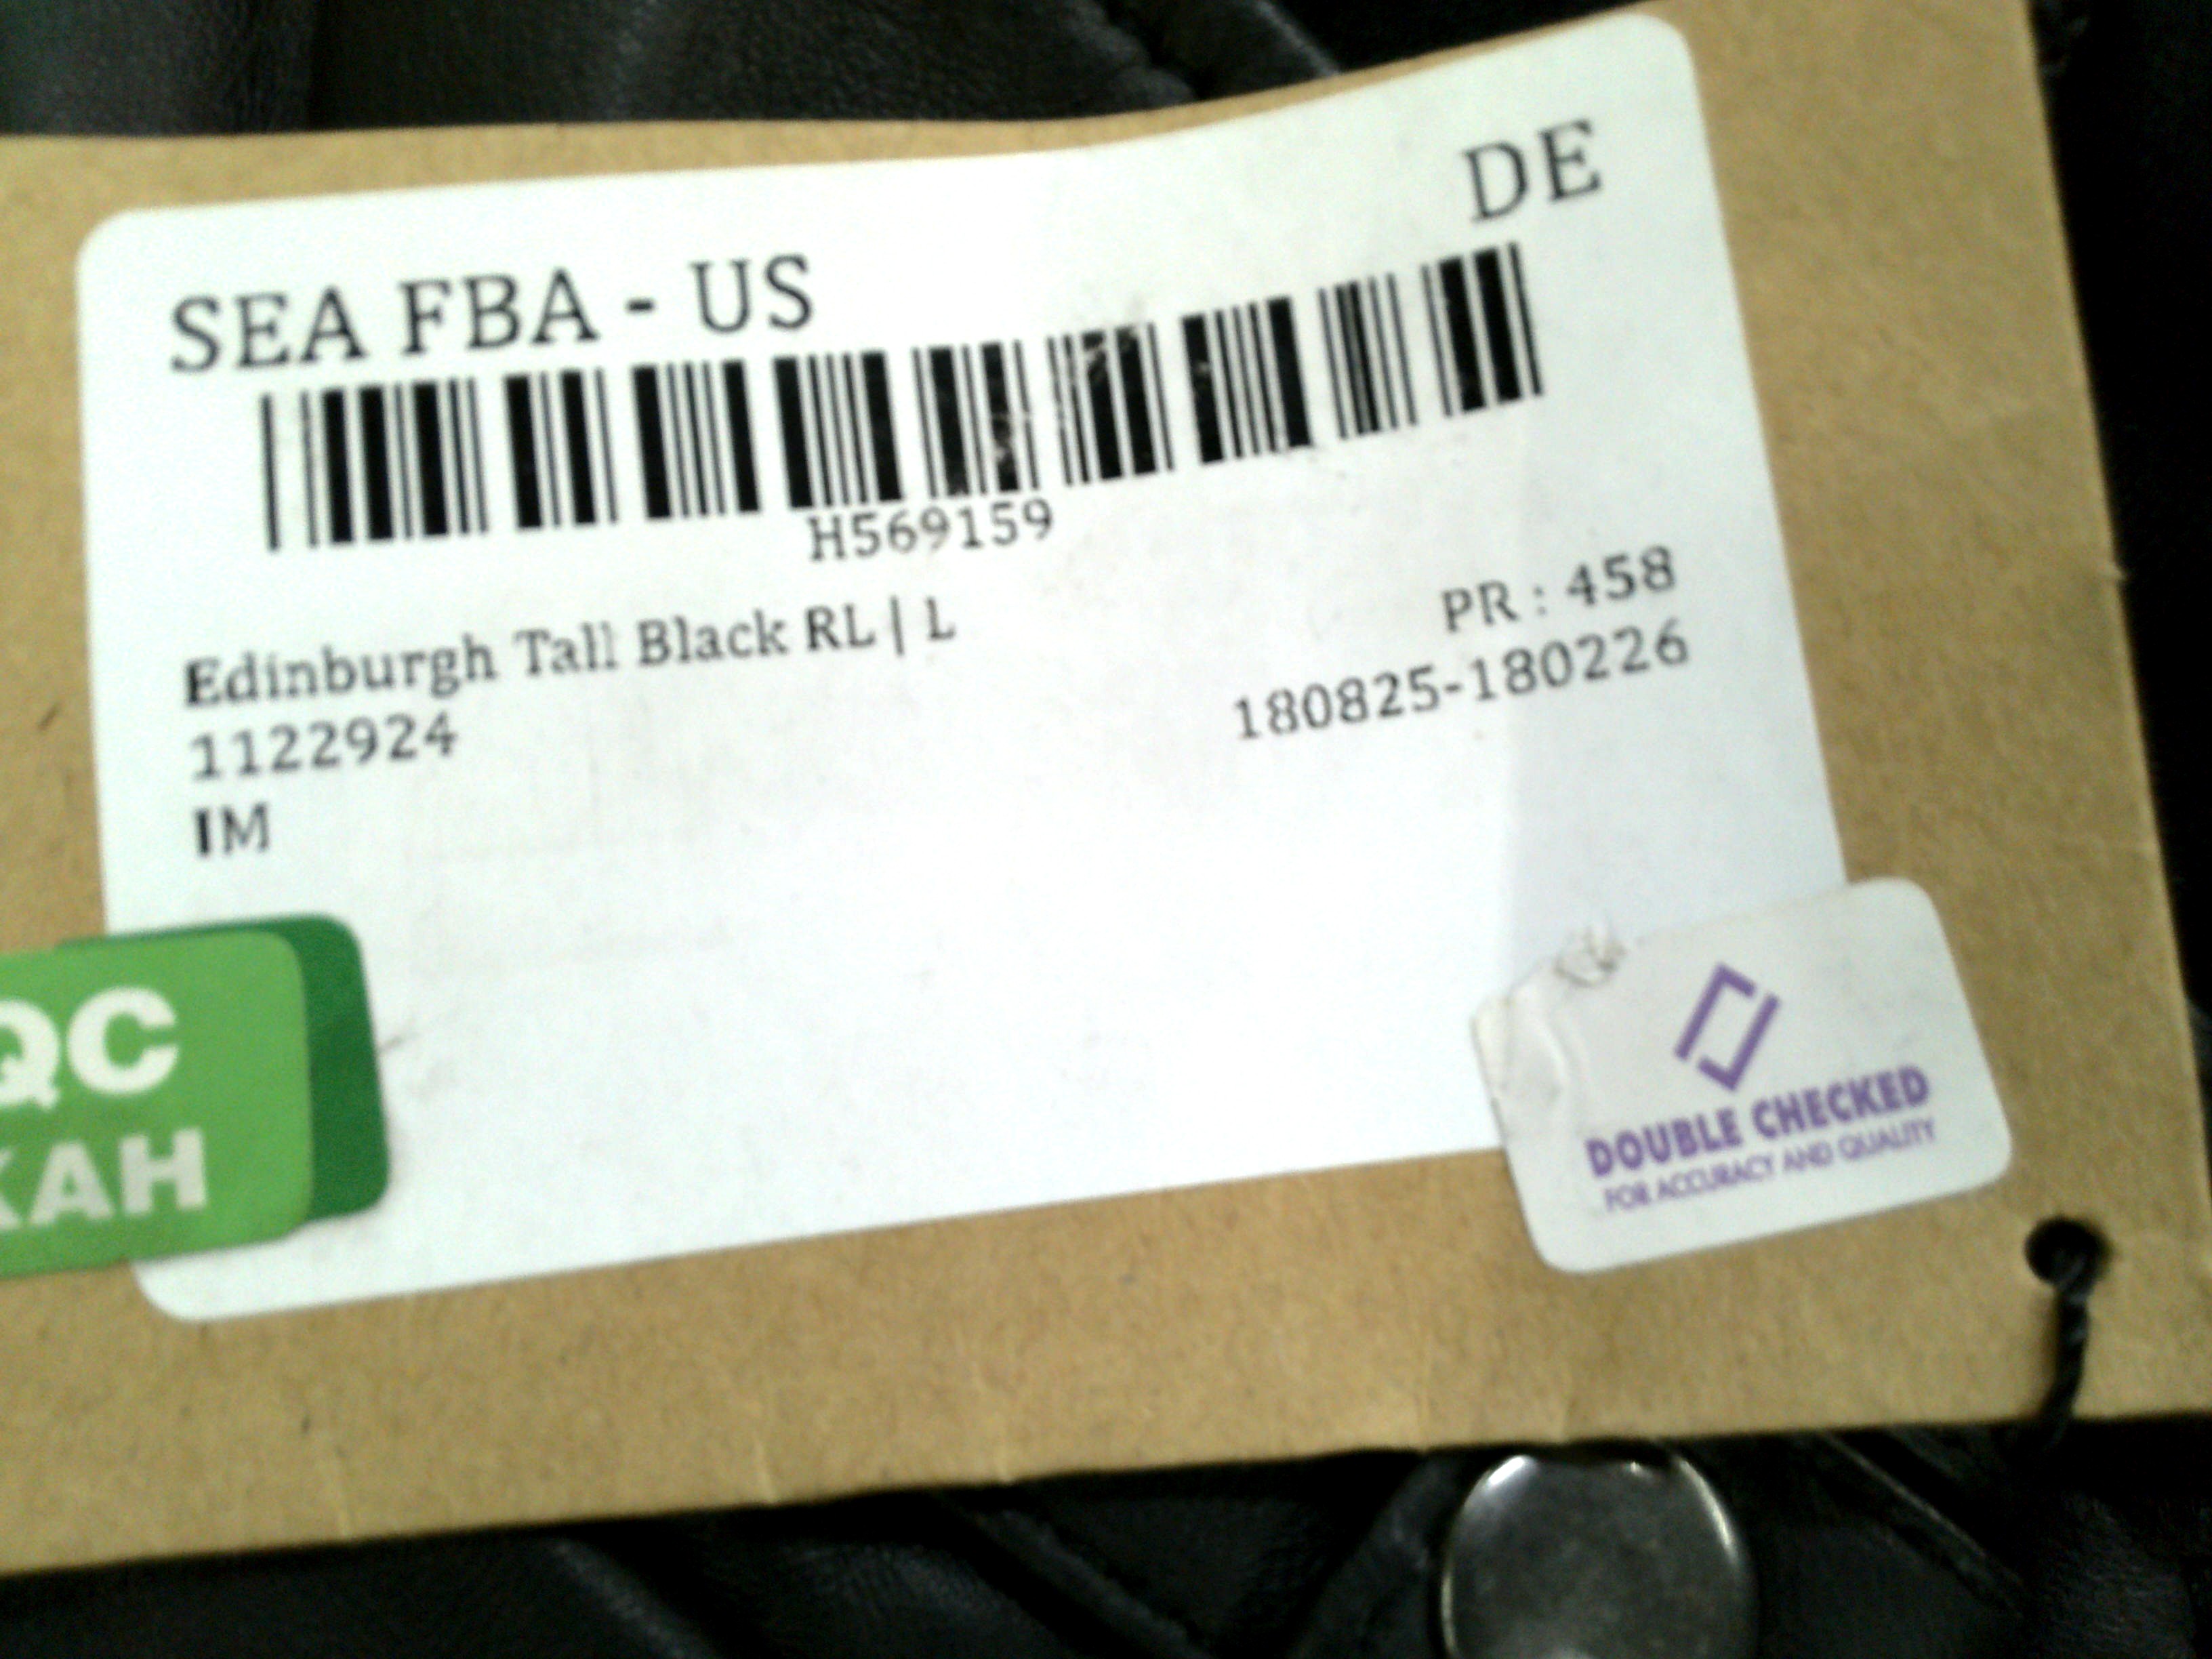 DE
SEA FBA - US
H569159
Edinburgh Tall Black RL | L
PR : 458
1122924
180825-180226
IM
QC
KAH
DOUBLE CHECKED
FOR ACCURACY AND QUALITY